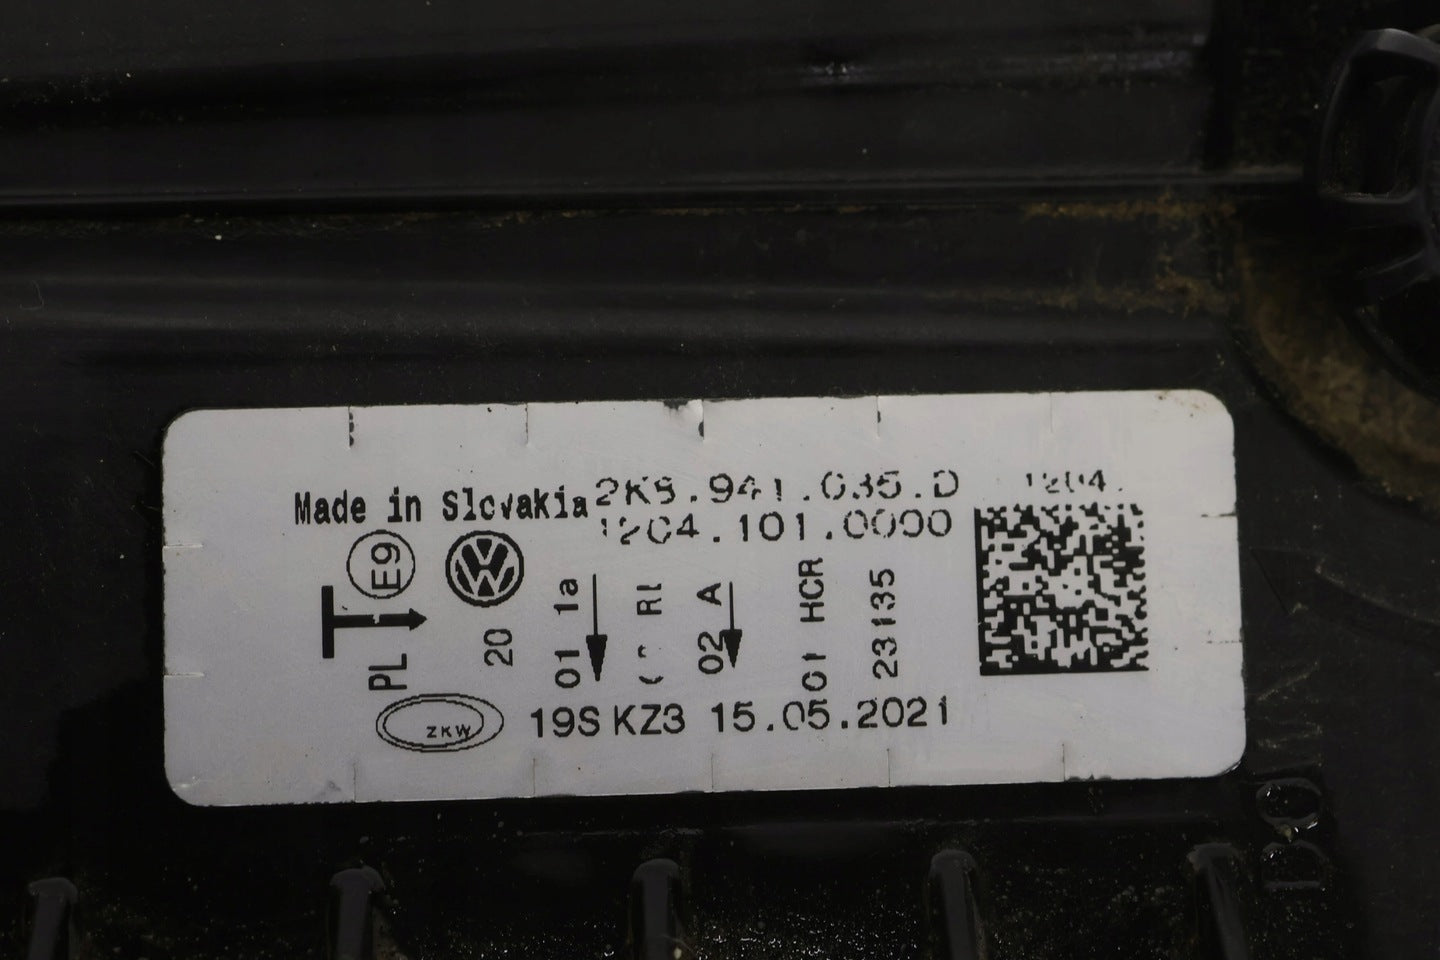 Made in Slovakia 2K5.941.035.D
1204.101.0000
1204
E9
PL
20
01 1a
RL
02 A
01 HCR
23135
ZKW
19S KZ3 15.05.2021